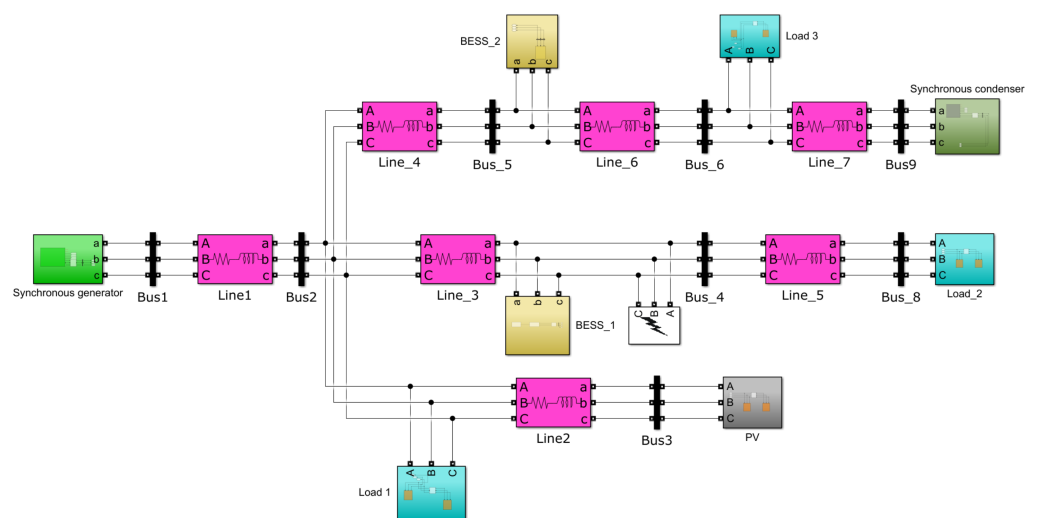 BESS_2
a b c
Load 3
A B C
Synchronous condenser
A a
B b
C c
Line_4
Bus_5
A a
B b
C c
Line_6
Bus_6
A a
B b
C c
Line_7
Bus9
a
b
c
Synchronous generator
a
b
c
Bus1
A a
B b
C c
Line1
Bus2
A a
B b
C c
Line_3
a b c
BESS_1
C B A
Bus_4
A a
B b
C c
Line_5
Bus_8
A
B
C
Load_2
A a
B b
C c
Line2
Bus3
A
B
C
PV
A B C
Load 1